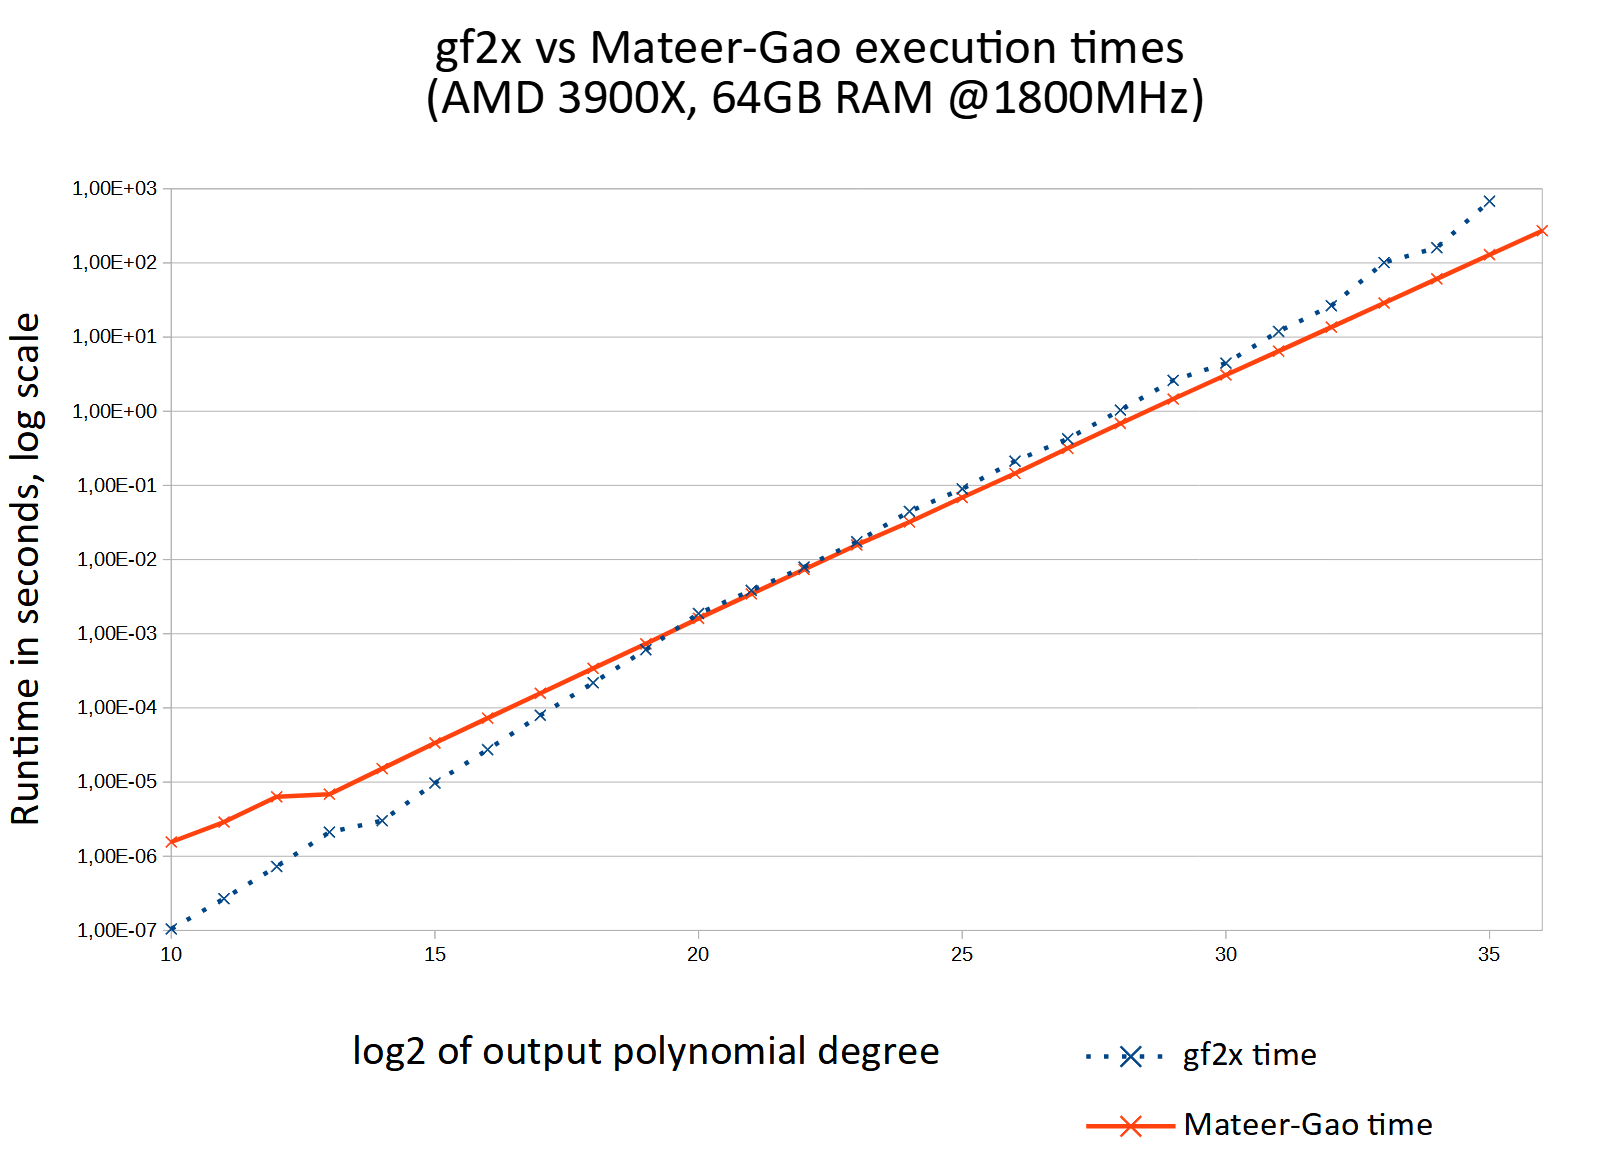 gf2x vs Mateer-Gao execution times
(AMD 3900X, 64GB RAM @1800MHz)
Runtime in seconds, log scale
1,00E+03
1,00E+02
1,00E+01
1,00E+00
1,00E-01
1,00E-02
1,00E-03
1,00E-04
1,00E-05
1,00E-06
1,00E-07
10 15 20 25 30 35
log2 of output polynomial degree
gf2x time
Mateer-Gao time